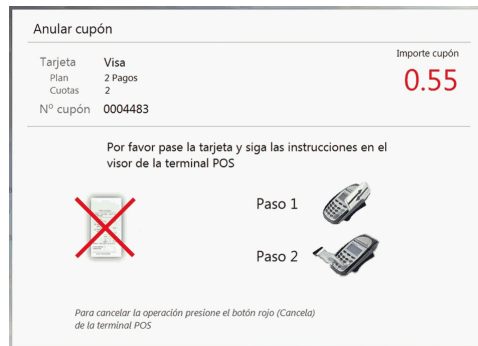 Anular cupón
Importe cupón
Tarjeta Visa
0.55
Plan 2 Pagos
Cuotas 2
Nº cupón 0004483
Por favor pase la tarjeta y siga las instrucciones en el
visor de la terminal POS
Paso 1
Paso 2
Para cancelar la operación presione el botón rojo (Cancela)
de la terminal POS